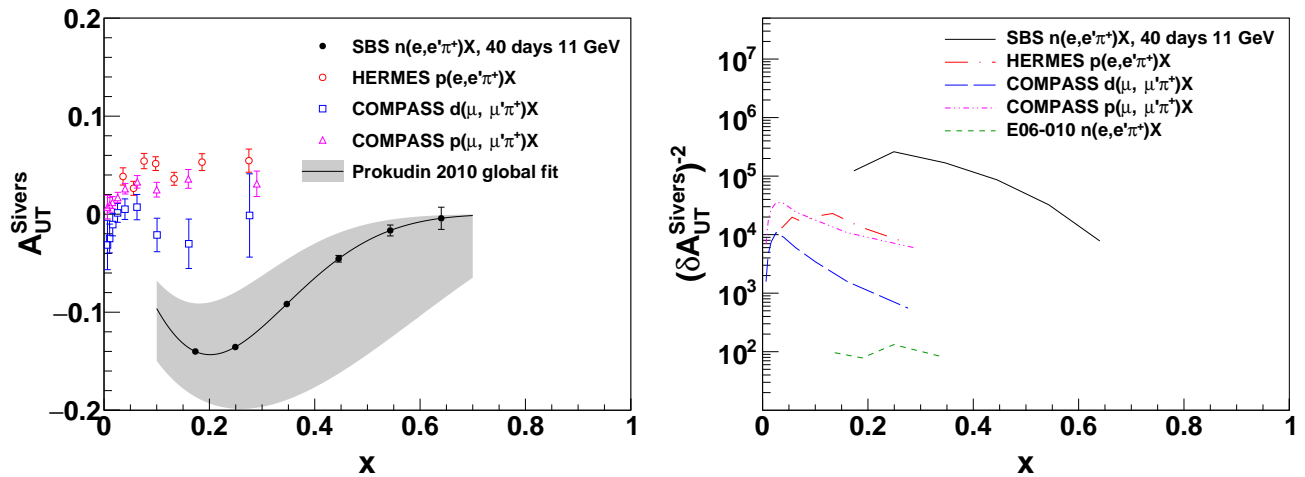 0.2
0.1
0
−0.1
−0.2
A_UT^Sivers
SBS n(e,e'π⁺)X, 40 days 11 GeV
HERMES p(e,e'π⁺)X
COMPASS d(μ, μ'π⁺)X
COMPASS p(μ, μ'π⁺)X
Prokudin 2010 global fit
0 0.2 0.4 0.6 0.8 1
x
10⁷
10⁶
10⁵
10⁴
10³
10²
(δA_UT^Sivers)⁻²
SBS n(e,e'π⁺)X, 40 days 11 GeV
HERMES p(e,e'π⁺)X
COMPASS d(μ, μ'π⁺)X
COMPASS p(μ, μ'π⁺)X
E06-010 n(e,e'π⁺)X
0 0.2 0.4 0.6 0.8 1
x